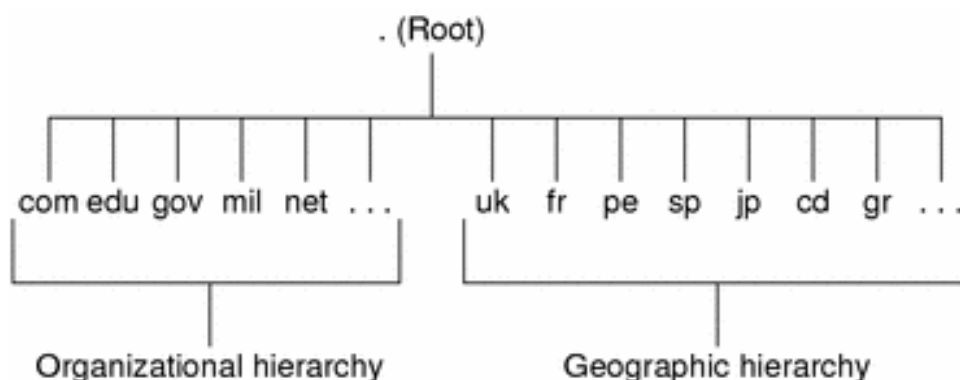 . (Root)
com edu gov mil net . . . uk fr pe sp jp cd gr . . .
Organizational hierarchy Geographic hierarchy